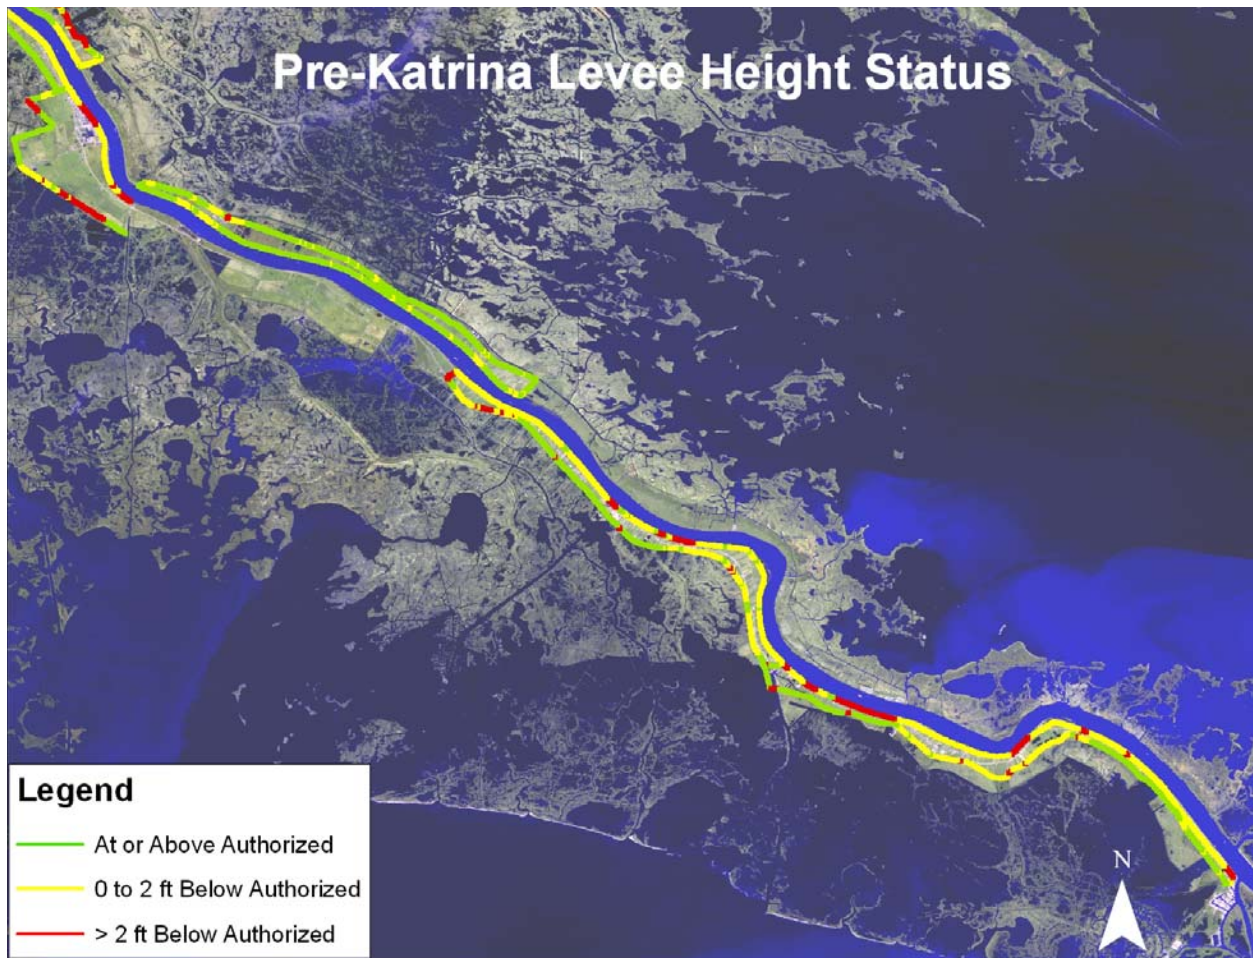 Pre-Katrina Levee Height Status
Legend
At or Above Authorized
0 to 2 ft Below Authorized
> 2 ft Below Authorized
N